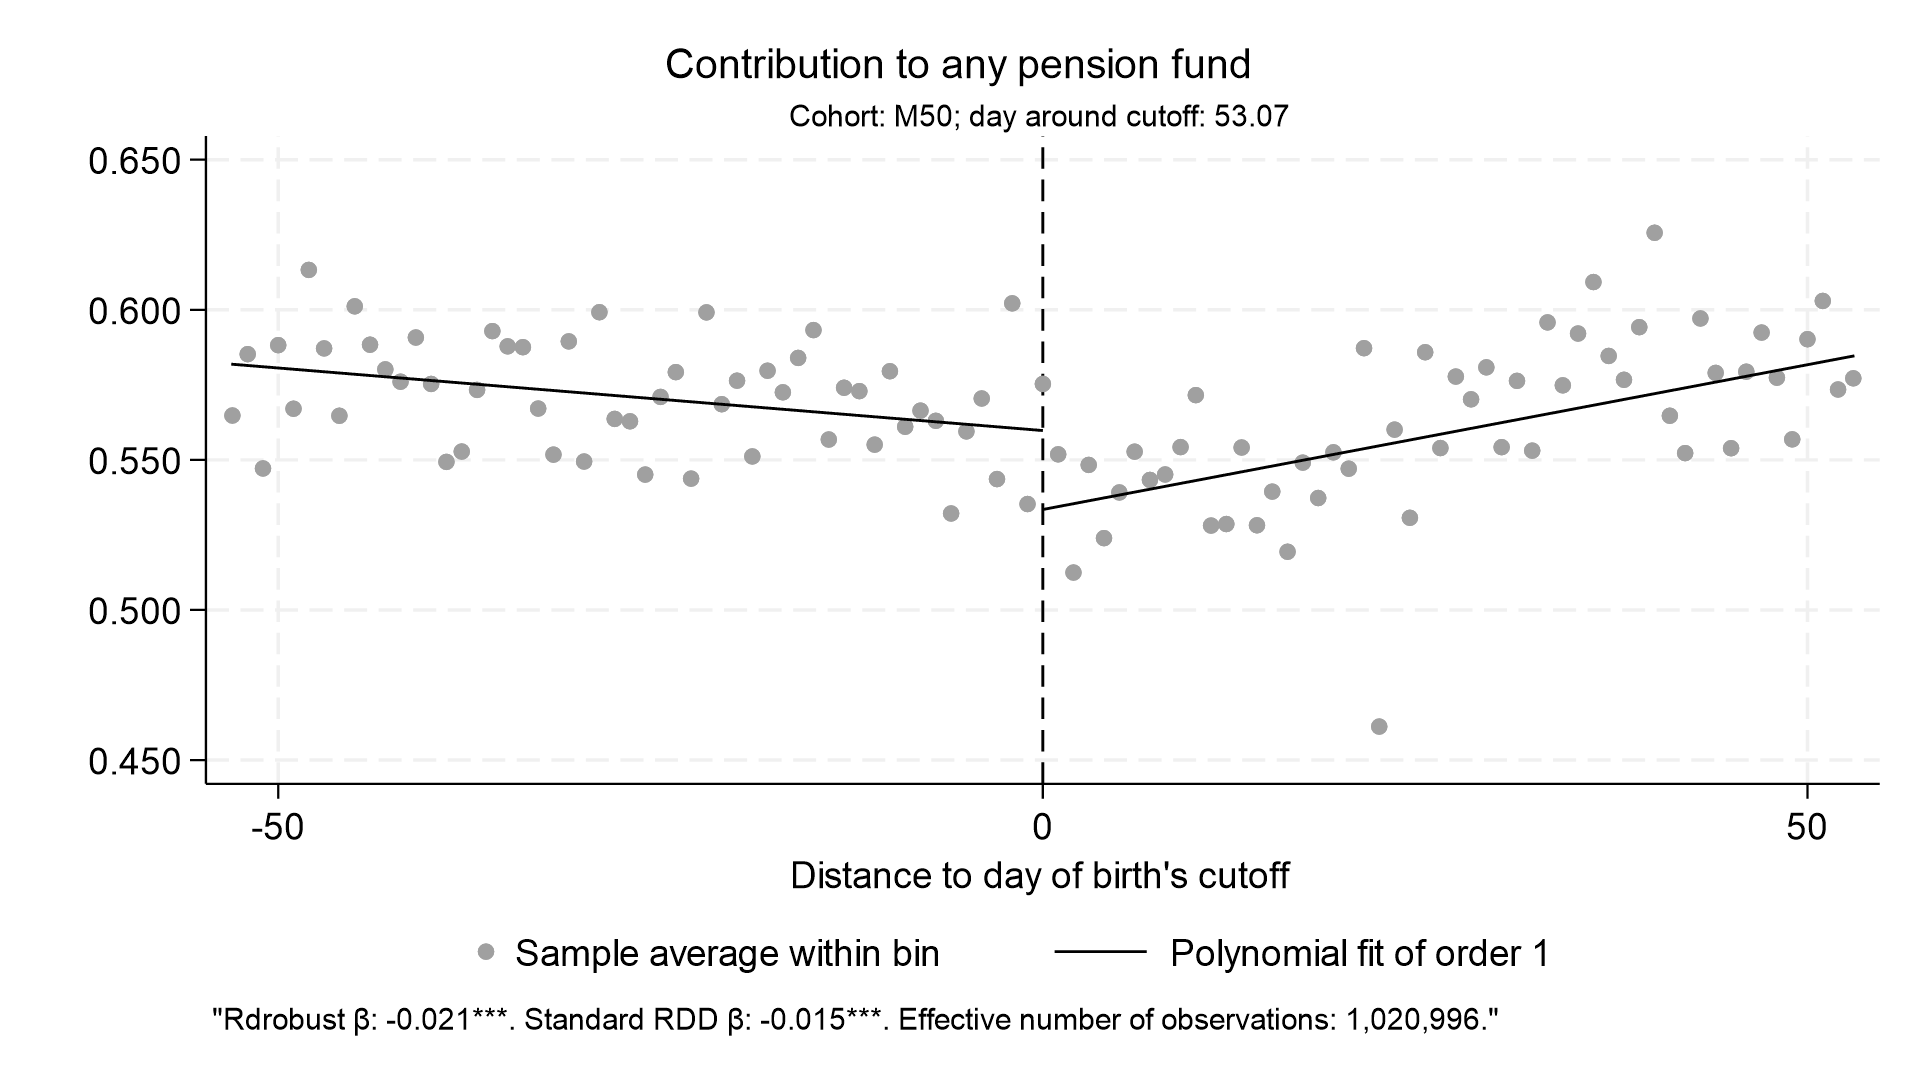 Contribution to any pension fund
Cohort: M50; day around cutoff: 53.07
0.650
0.600
0.550
0.500
0.450
-50 0 50
Distance to day of birth's cutoff
Sample average within bin Polynomial fit of order 1
"Rdrobust β: -0.021***. Standard RDD β: -0.015***. Effective number of observations: 1,020,996."